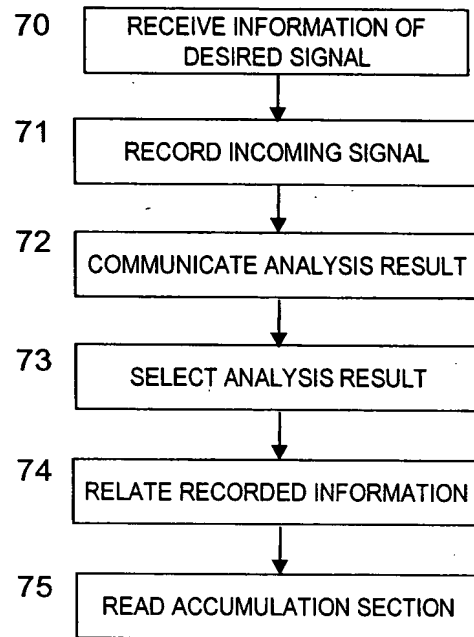 70
RECEIVE INFORMATION OF
DESIRED SIGNAL
71
RECORD INCOMING SIGNAL
72
COMMUNICATE ANALYSIS RESULT
73
SELECT ANALYSIS RESULT
74
RELATE RECORDED INFORMATION
75
READ ACCUMULATION SECTION